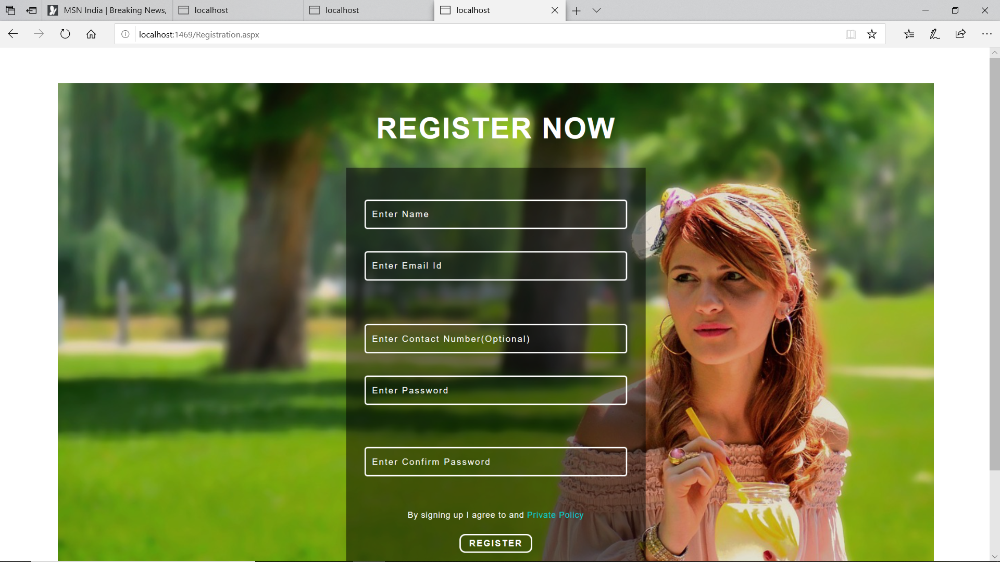 MSN India | Breaking News,
localhost
localhost
localhost
localhost:1469/Registration.aspx
REGISTER NOW
Enter Name
Enter Email Id
Enter Contact Number(Optional)
Enter Password
Enter Confirm Password
By signing up I agree to and Private Policy
REGISTER